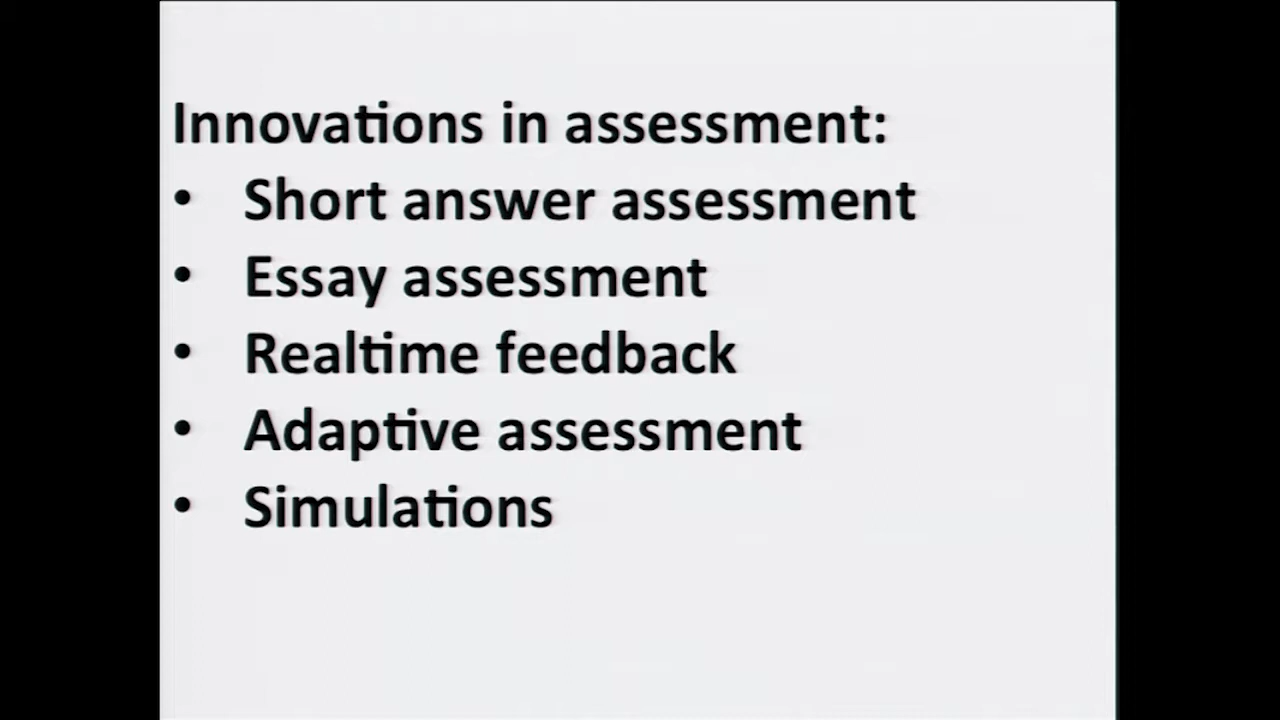 Innovations in assessment:
• Short answer assessment
• Essay assessment
• Realtime feedback
• Adaptive assessment
• Simulations